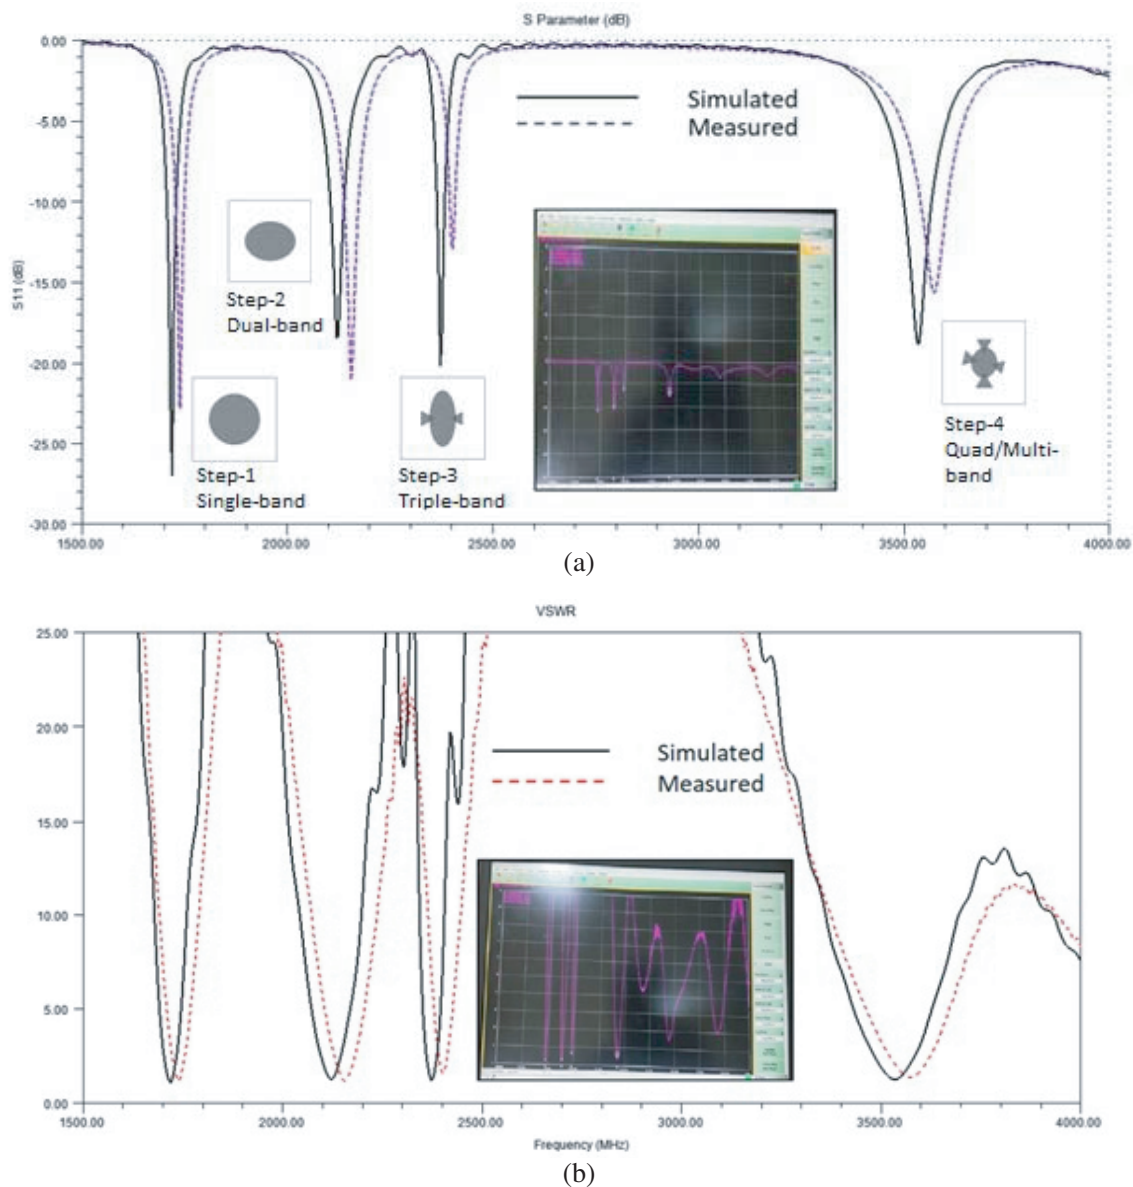 S Parameter (dB)
0.00
-5.00
-10.00
-15.00
-20.00
-25.00
-30.00
S11 (dB)
Simulated
Measured
Step-2
Dual-band
Step-1
Single-band
Step-3
Triple-band
Step-4
Quad/Multi-
band
1500.00 2000.00 2500.00 3000.00 3500.00 4000.00
(a)
VSWR
25.00
20.00
15.00
10.00
5.00
0.00
Simulated
Measured
1500.00 2000.00 2500.00 3000.00 3500.00 4000.00
Frequency (MHz)
(b)